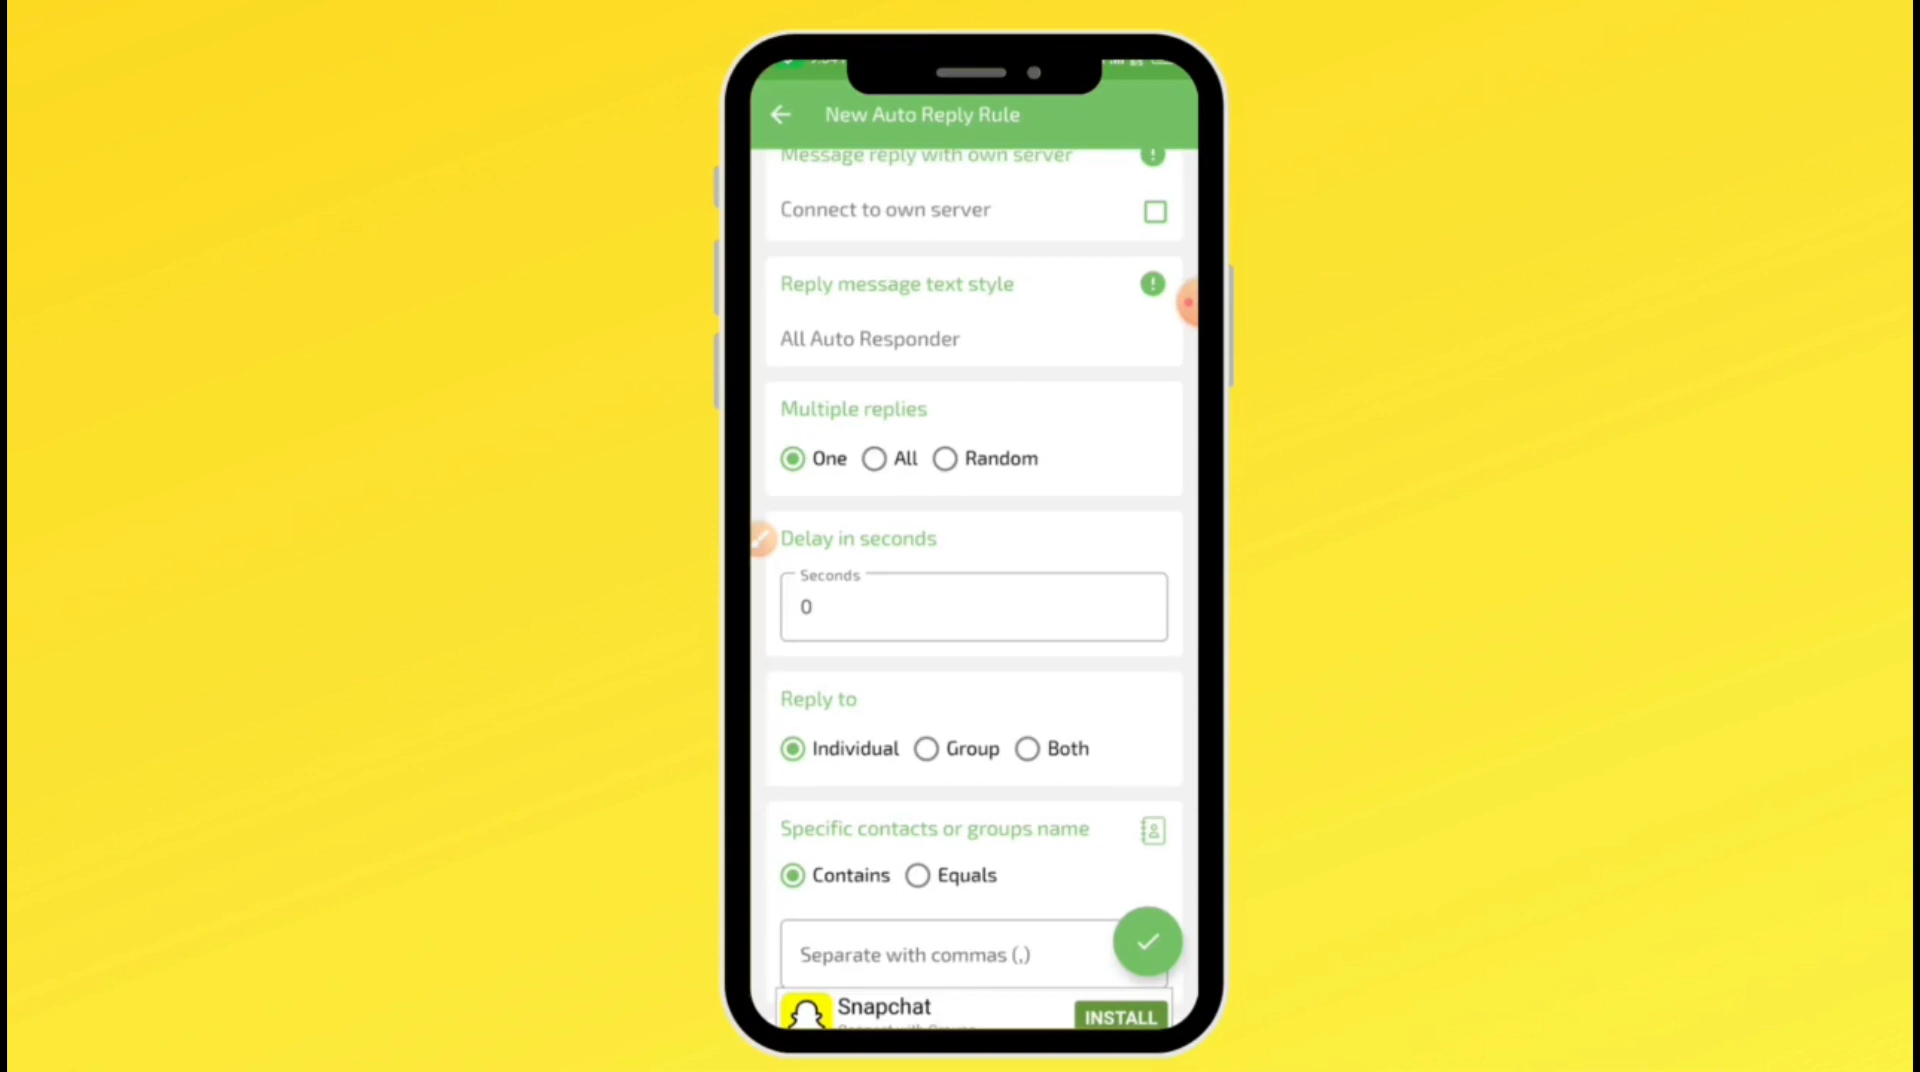 New Auto Reply Rule
Message reply with own server
Connect to own server
Reply message text style
All Auto Responder
Multiple replies
One All Random
Delay in seconds
Seconds
0
Reply to
Individual Group Both
Specific contacts or groups name
Contains Equals
Separate with commas (,)
Snapchat
INSTALL